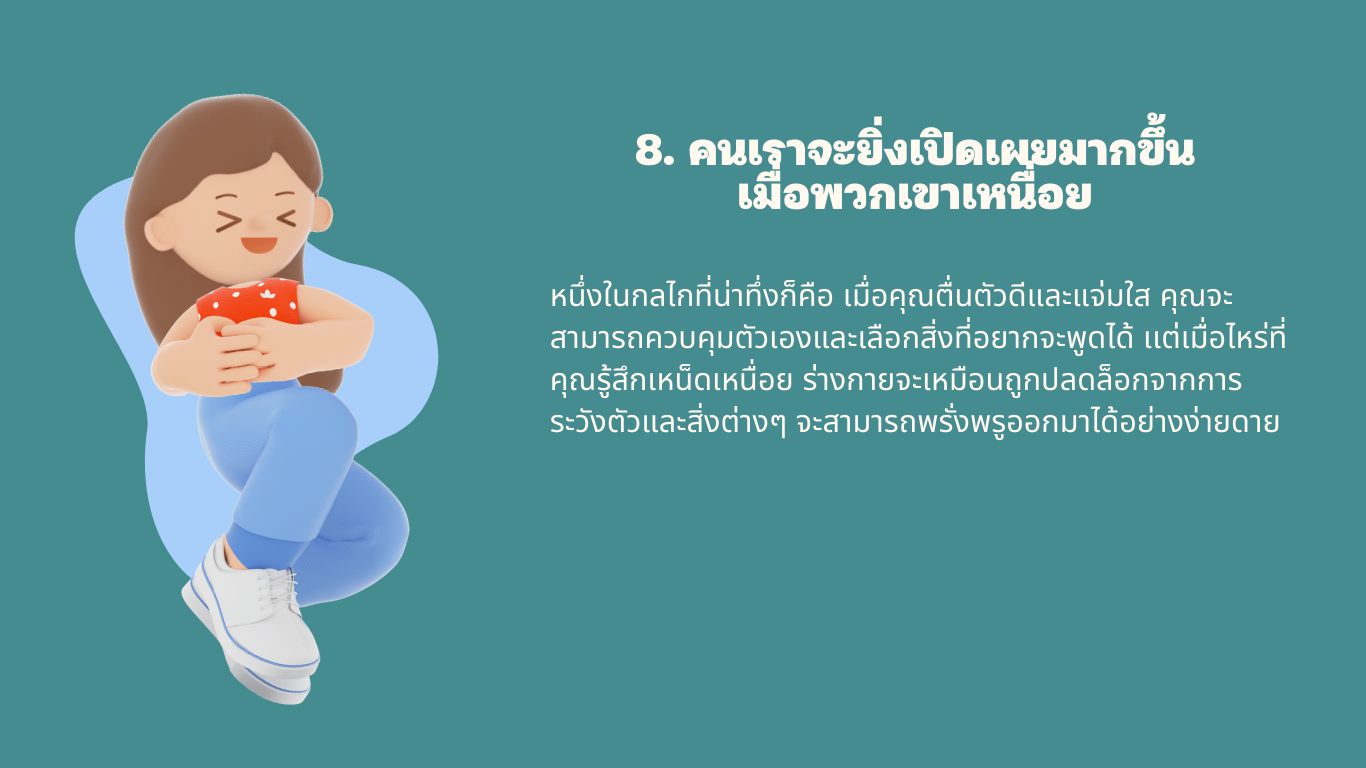 8. คนเราจะยิ่งเปิดเผยมากขึ้น
เมื่อพวกเขาเหนื่อย
หนึ่งในกลไกที่น่าทึ่งก็คือ เมื่อคุณตื่นตัวดีและแจ่มใส คุณจะ
สามารถควบคุมตัวเองและเลือกสิ่งที่อยากจะพูดได้ แต่เมื่อไหร่ที่
คุณรู้สึกเหน็ดเหนื่อย ร่างกายจะเหมือนถูกปลดล็อกจากการ
ระวังตัวและสิ่งต่างๆ จะสามารถพรั่งพรูออกมาได้อย่างง่ายดาย